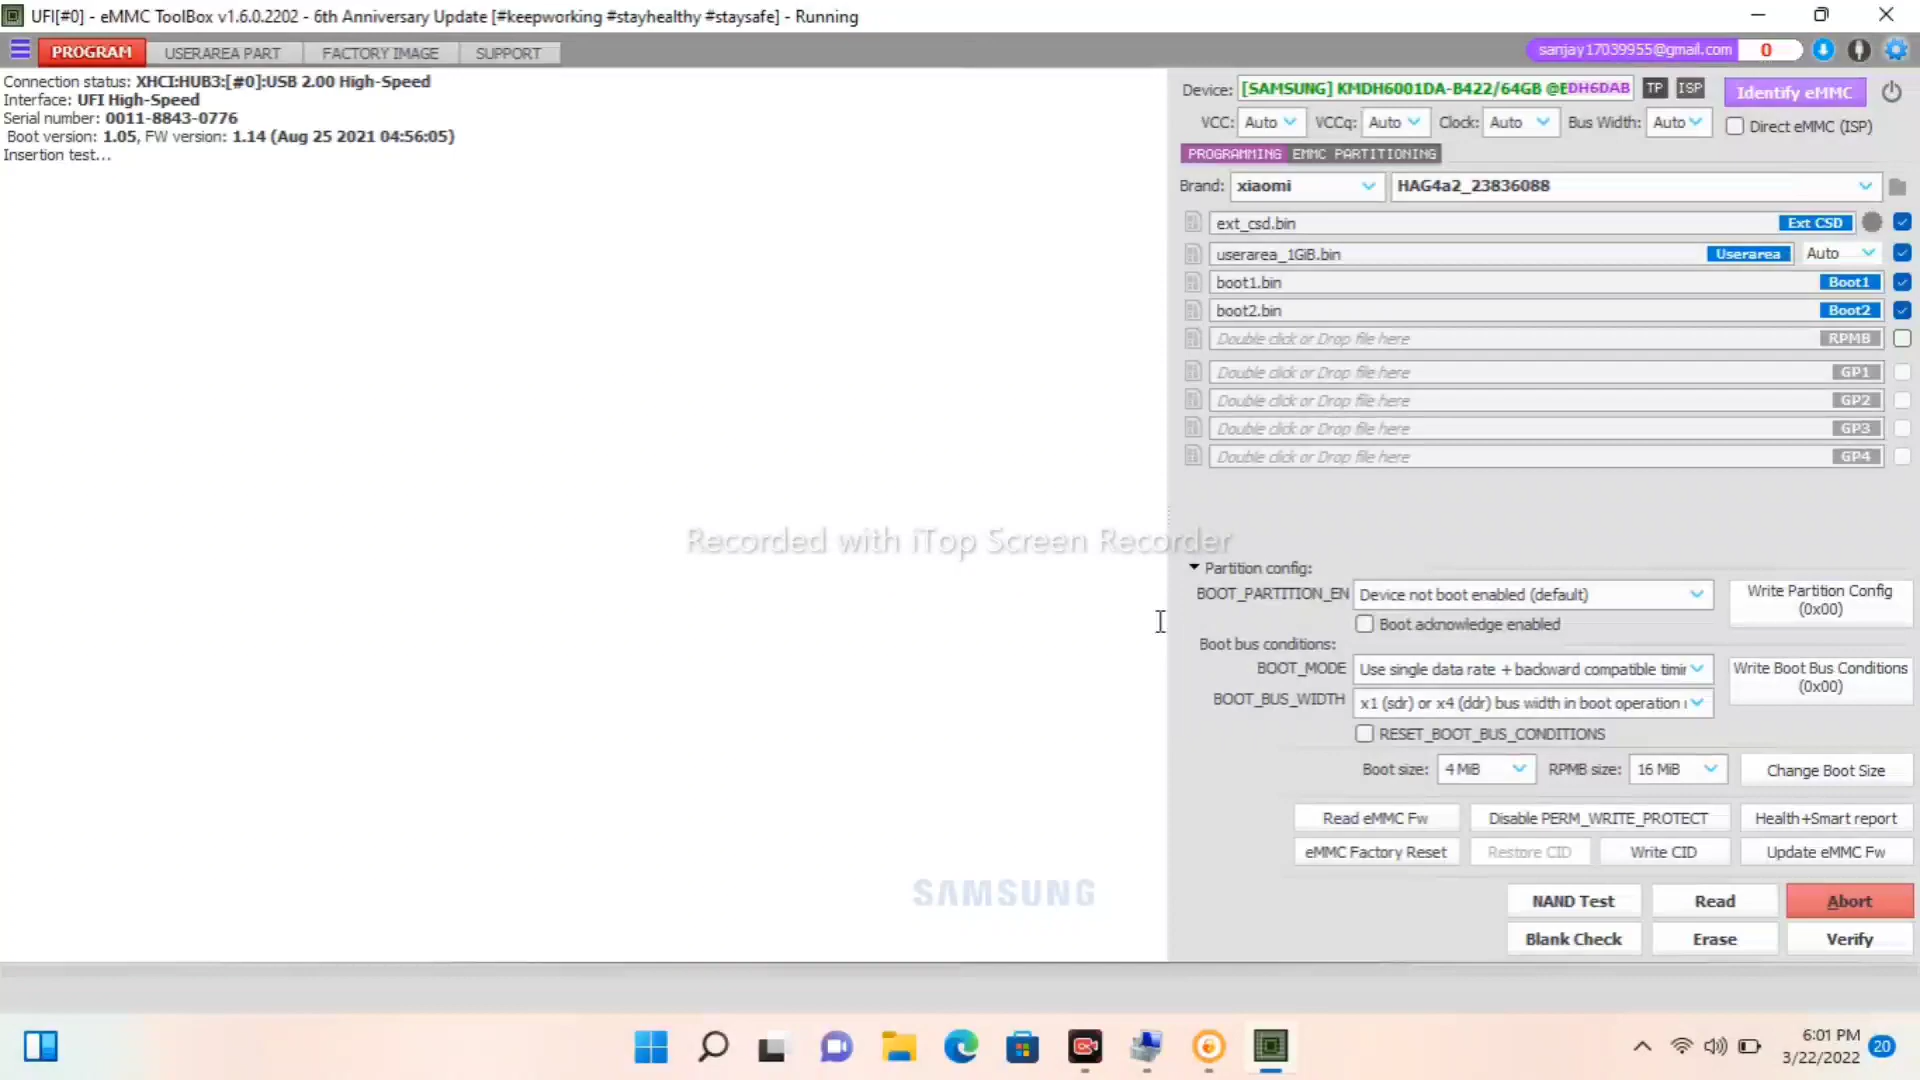 UFI[#0] - eMMC ToolBox v1.6.0.2202 - 6th Anniversary Update [#keepworking #stayhealthy #staysafe] - Running
PROGRAM USERAREA PART FACTORY IMAGE SUPPORT sanjay17039955@gmail.com 0
Connection status: XHCI:HUB3:[#0]:USB 2.00 High-Speed
Interface: UFI High-Speed
Serial number: 0011-8843-0776
Boot version: 1.05, FW version: 1.14 (Aug 25 2021 04:56:05)
Insertion test...
Device: [SAMSUNG] KMDH6001DA-B422/64GB @EDH6DAB TP ISP Identify eMMC
VCC: Auto VCCq: Auto Clock: Auto Bus Width: Auto Direct eMMC (ISP)
PROGRAMMING EMMC PARTITIONING
Brand: xiaomi HAG4a2_23836088
ext_csd.bin Ext CSD
userarea_1GiB.bin Userarea Auto
boot1.bin Boot1
boot2.bin Boot2
Double click or Drop file here RPMB
Double click or Drop file here GP1
Double click or Drop file here GP2
Double click or Drop file here GP3
Double click or Drop file here GP4
Recorded with iTop Screen Recorder
Partition config:
BOOT_PARTITION_EN Device not boot enabled (default) Write Partition Config
(0x00)
Boot acknowledge enabled
Boot bus conditions:
BOOT_MODE Use single data rate + backward compatible timin Write Boot Bus Conditions
(0x00)
BOOT_BUS_WIDTH x1 (sdr) or x4 (ddr) bus width in boot operation
RESET_BOOT_BUS_CONDITIONS
Boot size: 4 MiB RPMB size: 16 MiB Change Boot Size
Read eMMC Fw Disable PERM_WRITE_PROTECT Health+Smart report
eMMC Factory Reset Restore CID Write CID Update eMMC Fw
SAMSUNG
NAND Test Read Abort
Blank Check Erase Verify
6:01 PM
3/22/2022 20